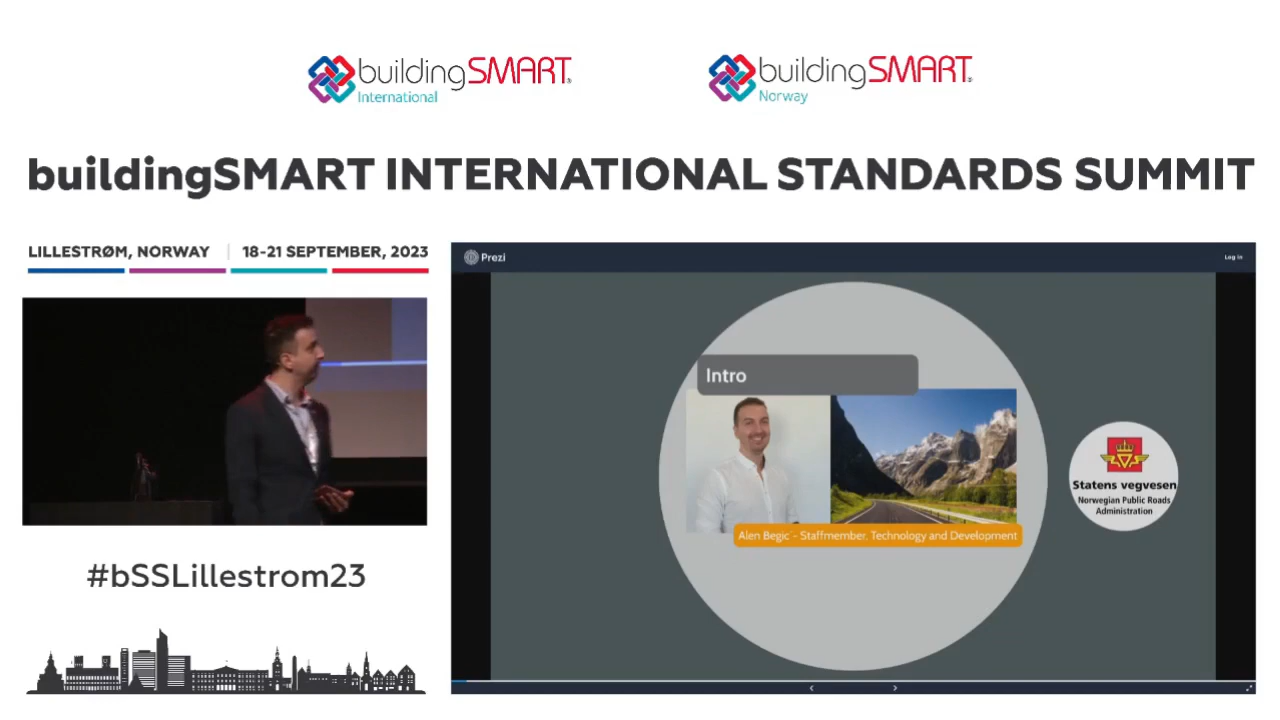 buildingSMART®
International
buildingSMART®
Norway
buildingSMART INTERNATIONAL STANDARDS SUMMIT
LILLESTRØM, NORWAY | 18-21 SEPTEMBER, 2023
Prezi
Log in
Intro
Alen Begic - Staffmember, Technology and Development
Statens vegvesen
Norwegian Public Roads
Administration
#bSSLillestrom23